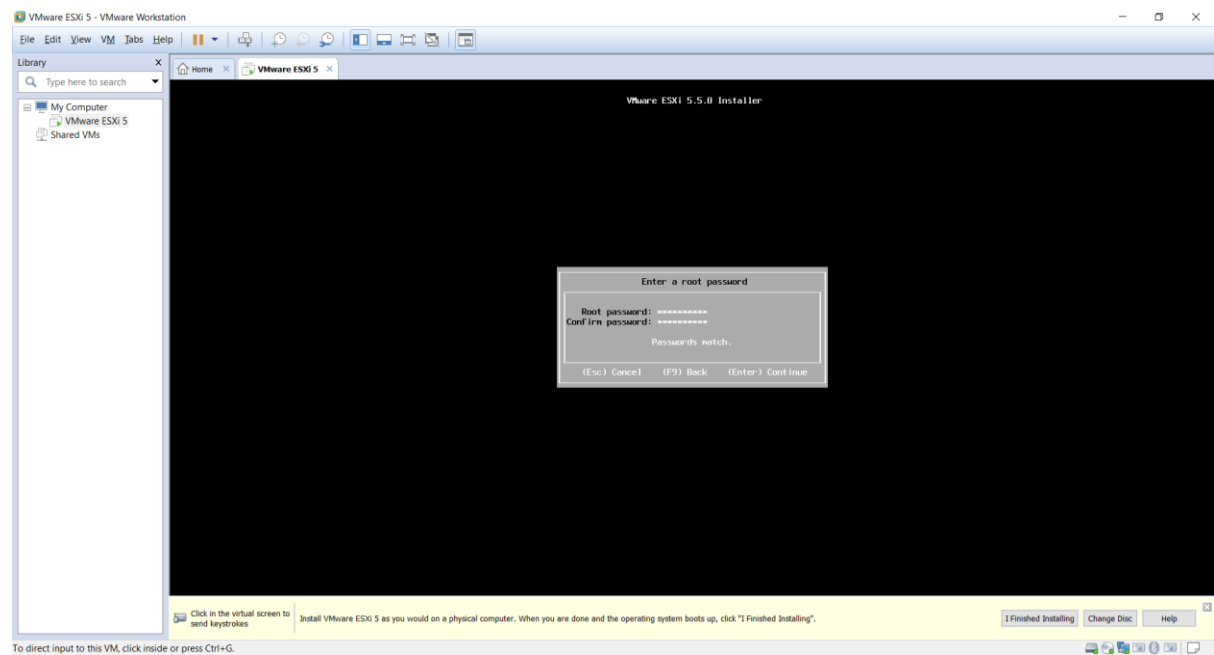 VMware ESXi 5 - VMware Workstation
File Edit View VM Tabs Help
Library X
Type here to search
My Computer
VMware ESXi 5
Shared VMs
Home × VMware ESXi 5 ×
VMware ESXi 5.5.0 Installer
Enter a root password
Root password: **********
Confirm password: **********
Passwords match.
(Esc) Cancel (F9) Back (Enter) Continue
Click in the virtual screen to
send keystrokes
Install VMware ESXi 5 as you would on a physical computer. When you are done and the operating system boots up, click "I Finished Installing".
I Finished Installing Change Disc Help
To direct input to this VM, click inside or press Ctrl+G.